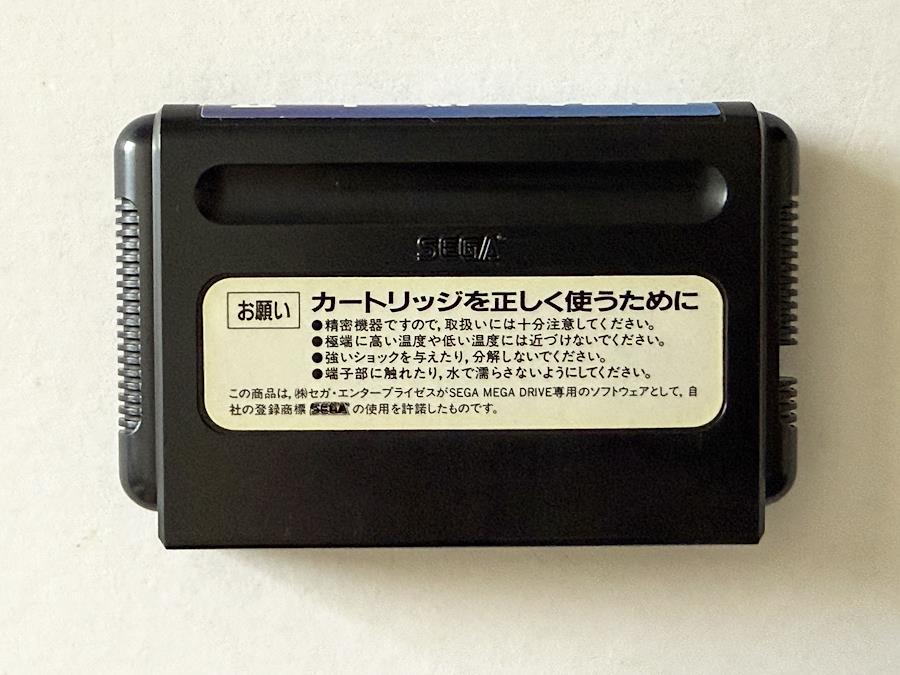 SEGA
お願い カートリッジを正しく使うために
●精密機器ですので,取扱いには十分注意してください。
●極端に高い温度や低い温度には近づけないでください。
●強いショックを与えたり,分解しないでください。
●端子部に触れたり,水で濡らさないようにしてください。
この商品は,㈱セガ・エンタープライゼスがSEGA MEGA DRIVE専用のソフトウェアとして,自
社の登録商標 SEGA の使用を許諾したものです。